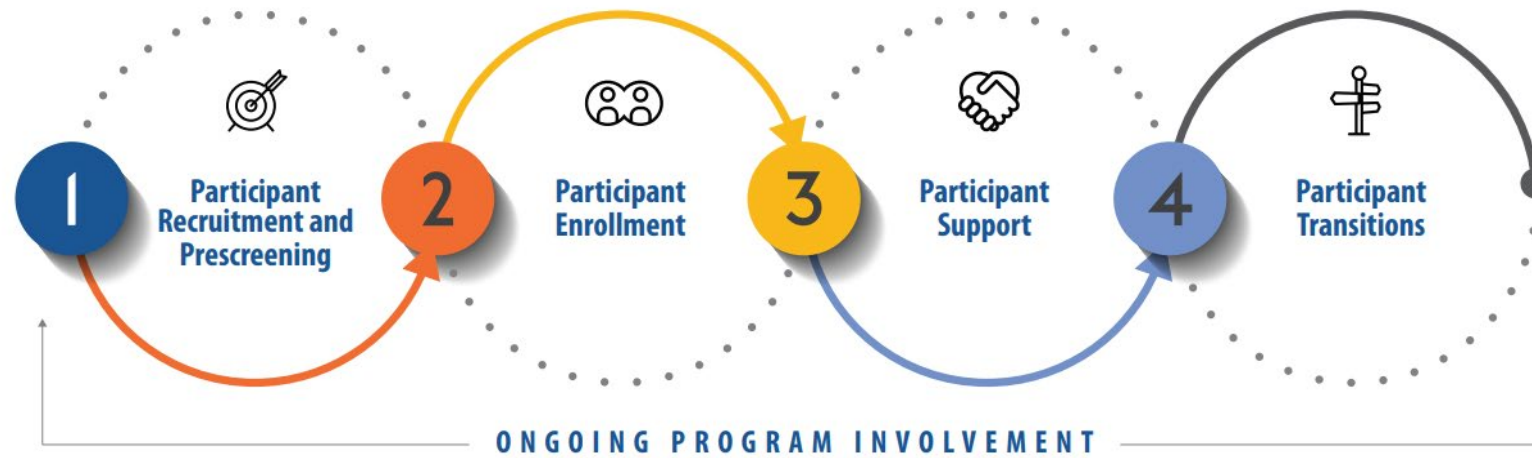 1
Participant
Recruitment and
Prescreening
2
Participant
Enrollment
3
Participant
Support
4
Participant
Transitions
ONGOING PROGRAM INVOLVEMENT